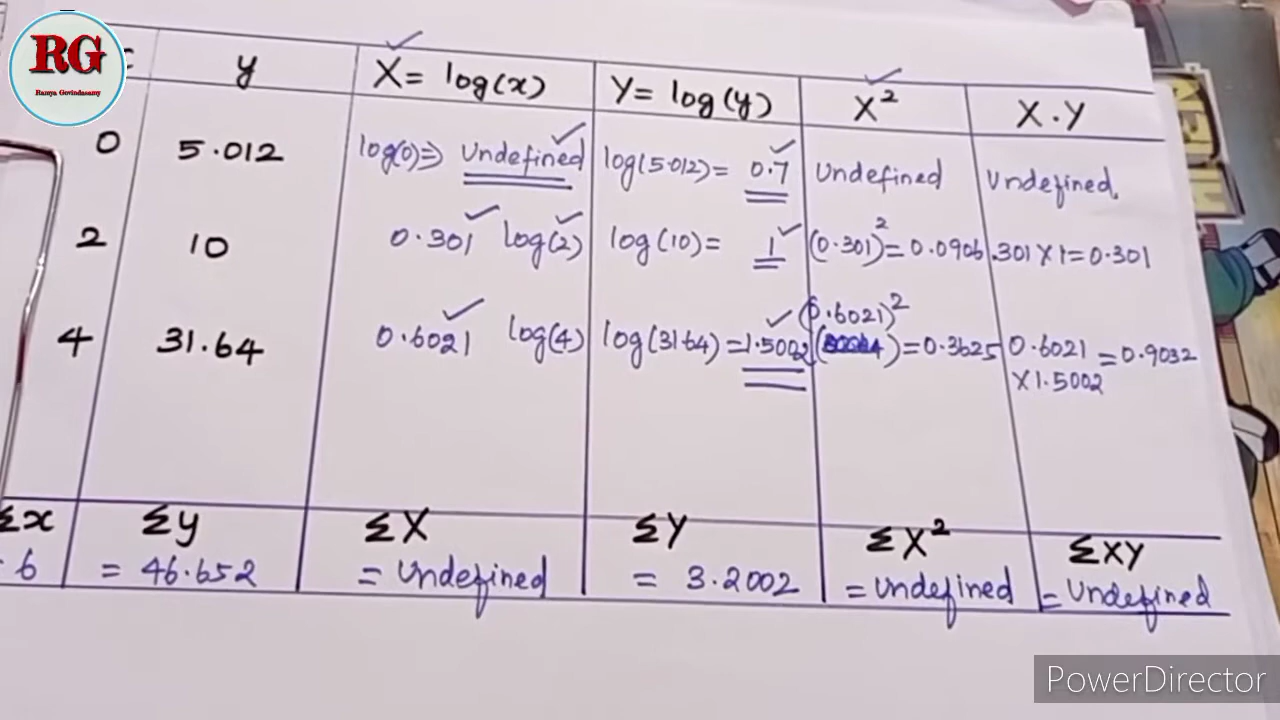 RG
Ramya Govindasamy
y X = log(x) Y = log(y) X² X.Y
0 5.012 log(0) ⇒ Undefined log(5.012) = 0.7 Undefined Undefined
2 10 0.301 log(2) log(10) = 1 (0.301)² = 0.0906 .301 X 1 = 0.301
4 31.64 0.6021 log(4) log(31.64) = 1.5002 (0.6021)² ( ) = 0.3625 0.6021 X 1.5002 = 0.9032
Σx Σy ΣX ΣY ΣX² ΣXY
6 = 46.652 = Undefined = 3.2002 = Undefined = Undefined
PowerDirector